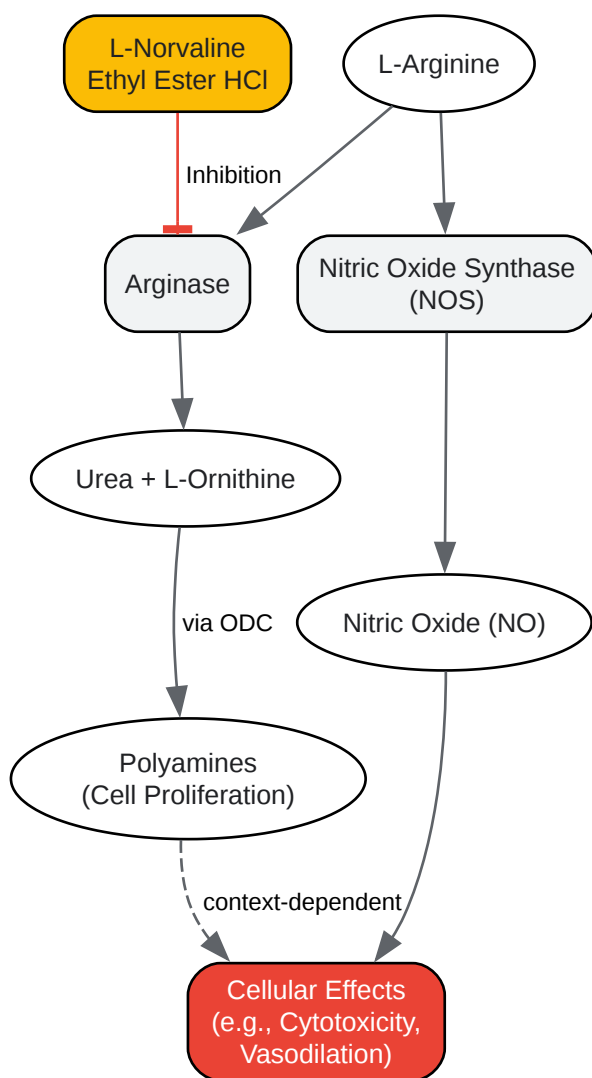 L-Norvaline
Ethyl Ester HCl
L-Arginine
Inhibition
Arginase
Nitric Oxide Synthase
(NOS)
Urea + L-Ornithine
via ODC
Nitric Oxide (NO)
Polyamines
(Cell Proliferation)
context-dependent
Cellular Effects
(e.g., Cytotoxicity,
Vasodilation)